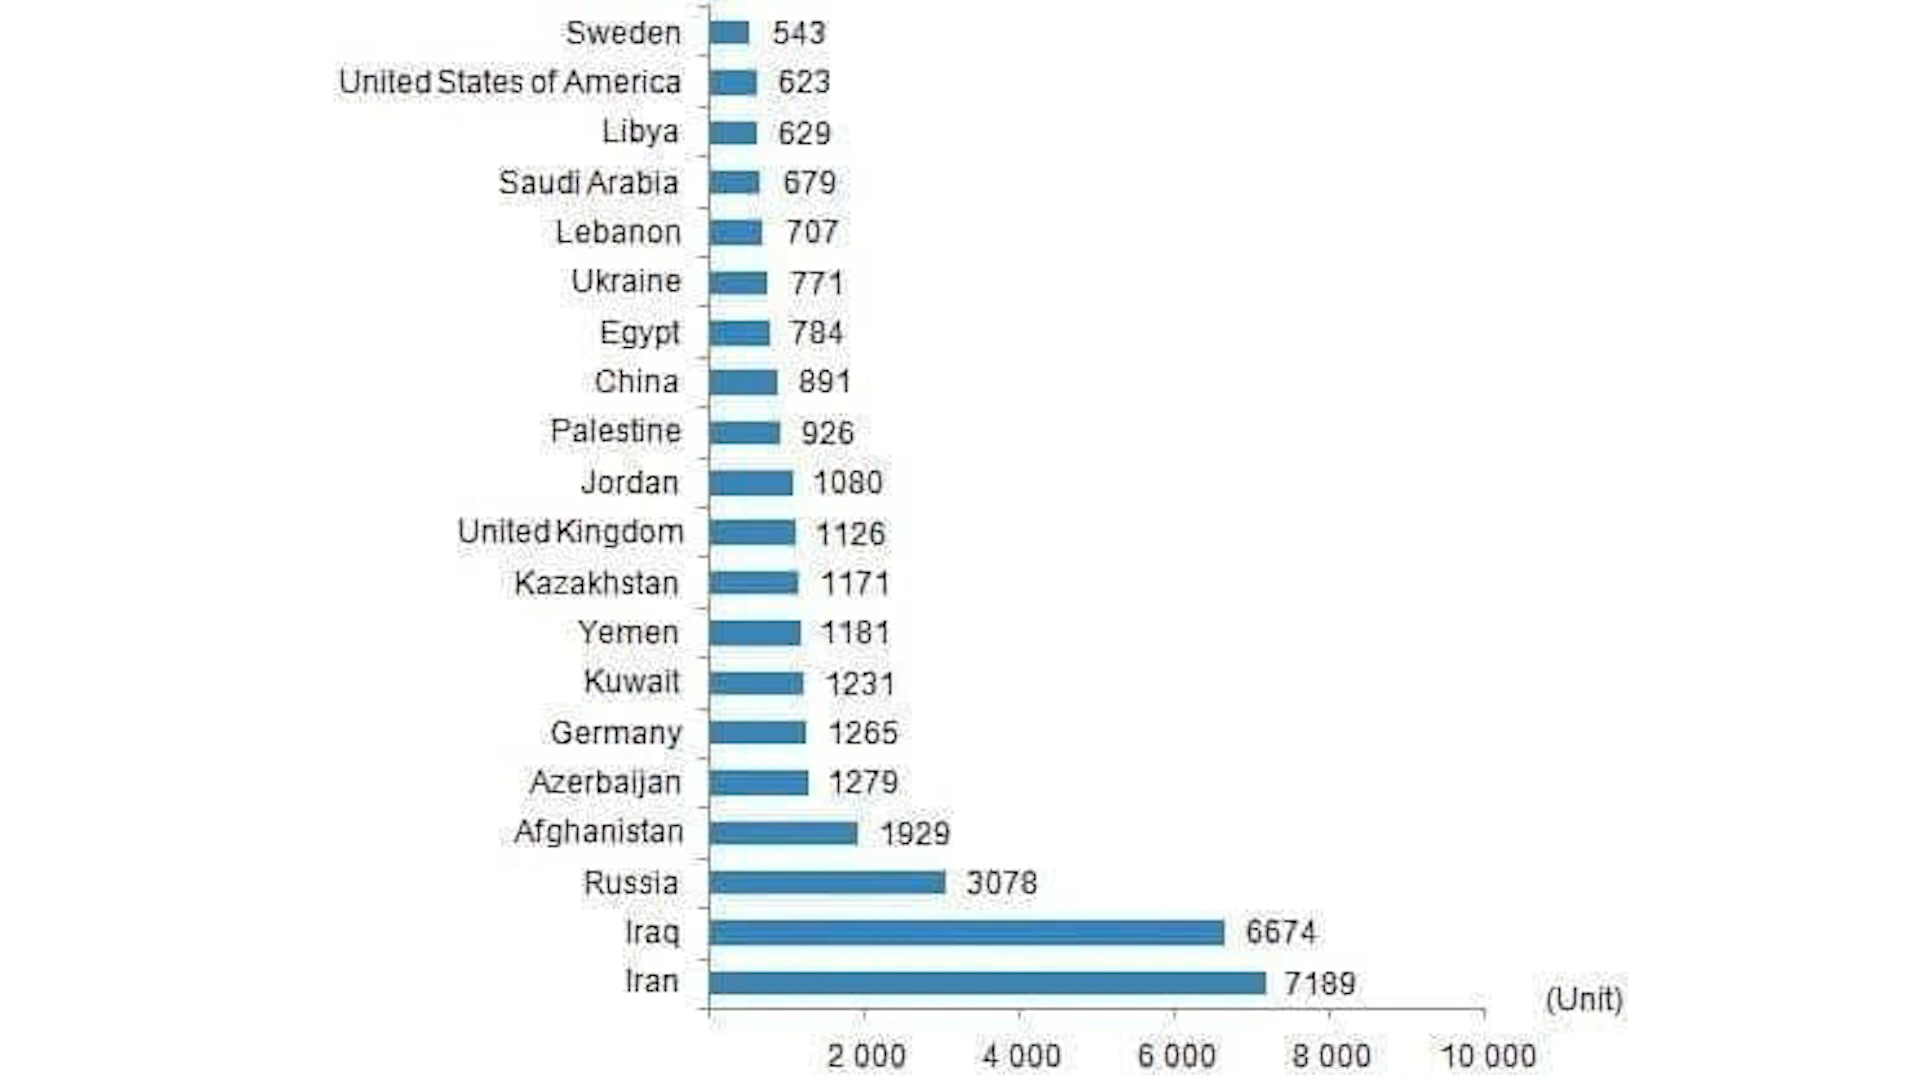 Sweden 543
United States of America 623
Libya 629
Saudi Arabia 679
Lebanon 707
Ukraine 771
Egypt 784
China 891
Palestine 926
Jordan 1080
United Kingdom 1126
Kazakhstan 1171
Yemen 1181
Kuwait 1231
Germany 1265
Azerbaijan 1279
Afghanistan 1929
Russia 3078
Iraq 6674
Iran 7189
(Unit)
2 000 4 000 6 000 8 000 10 000